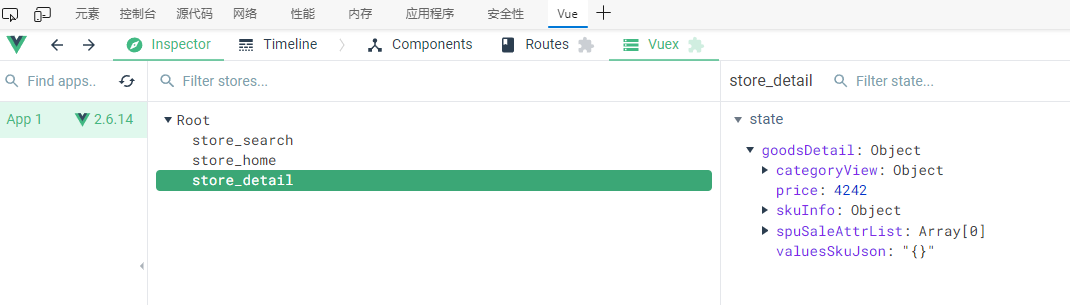 元素 控制台 源代码 网络 性能 内存 应用程序 安全性 Vue
Inspector Timeline Components Routes Vuex
Find apps.. Filter stores... store_detail Filter state...
App 1 2.6.14 Root state
store_search
store_home
store_detail
goodsDetail: Object
categoryView: Object
price: 4242
skuInfo: Object
spuSaleAttrList: Array[0]
valuesSkuJson: "{}"